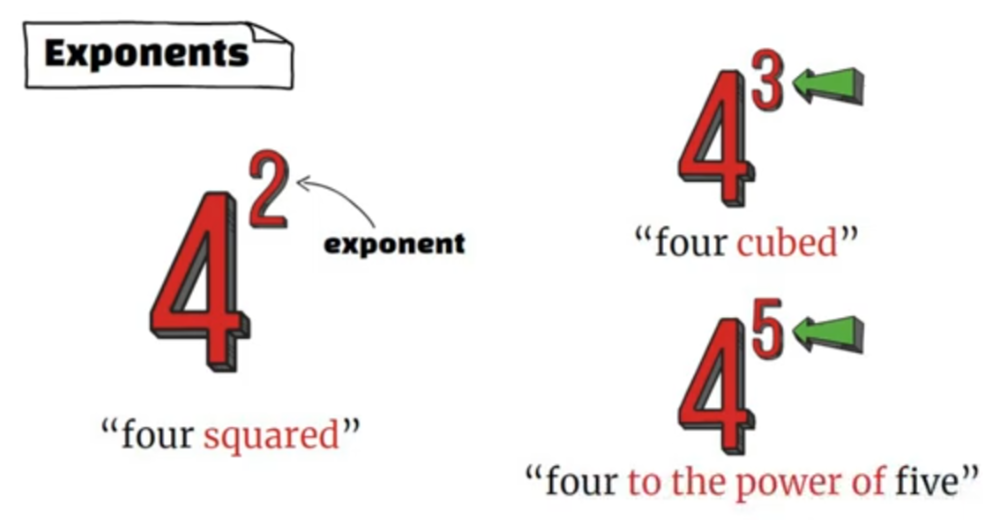 Exponents
4²
exponent
“four squared”
4³
“four cubed”
4⁵
“four to the power of five”